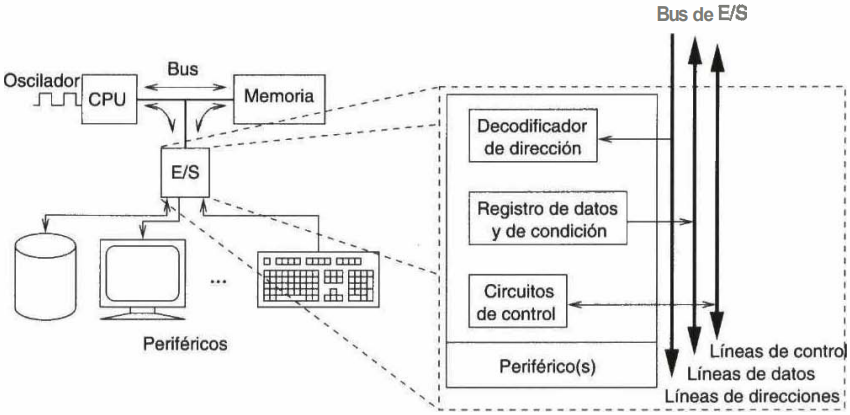 Bus de E/S
Oscilador
Bus
CPU
Memoria
E/S
...
Periféricos
Decodificador
de dirección
Registro de datos
y de condición
Circuitos
de control
Periférico(s)
Líneas de control
Líneas de datos
Líneas de direcciones